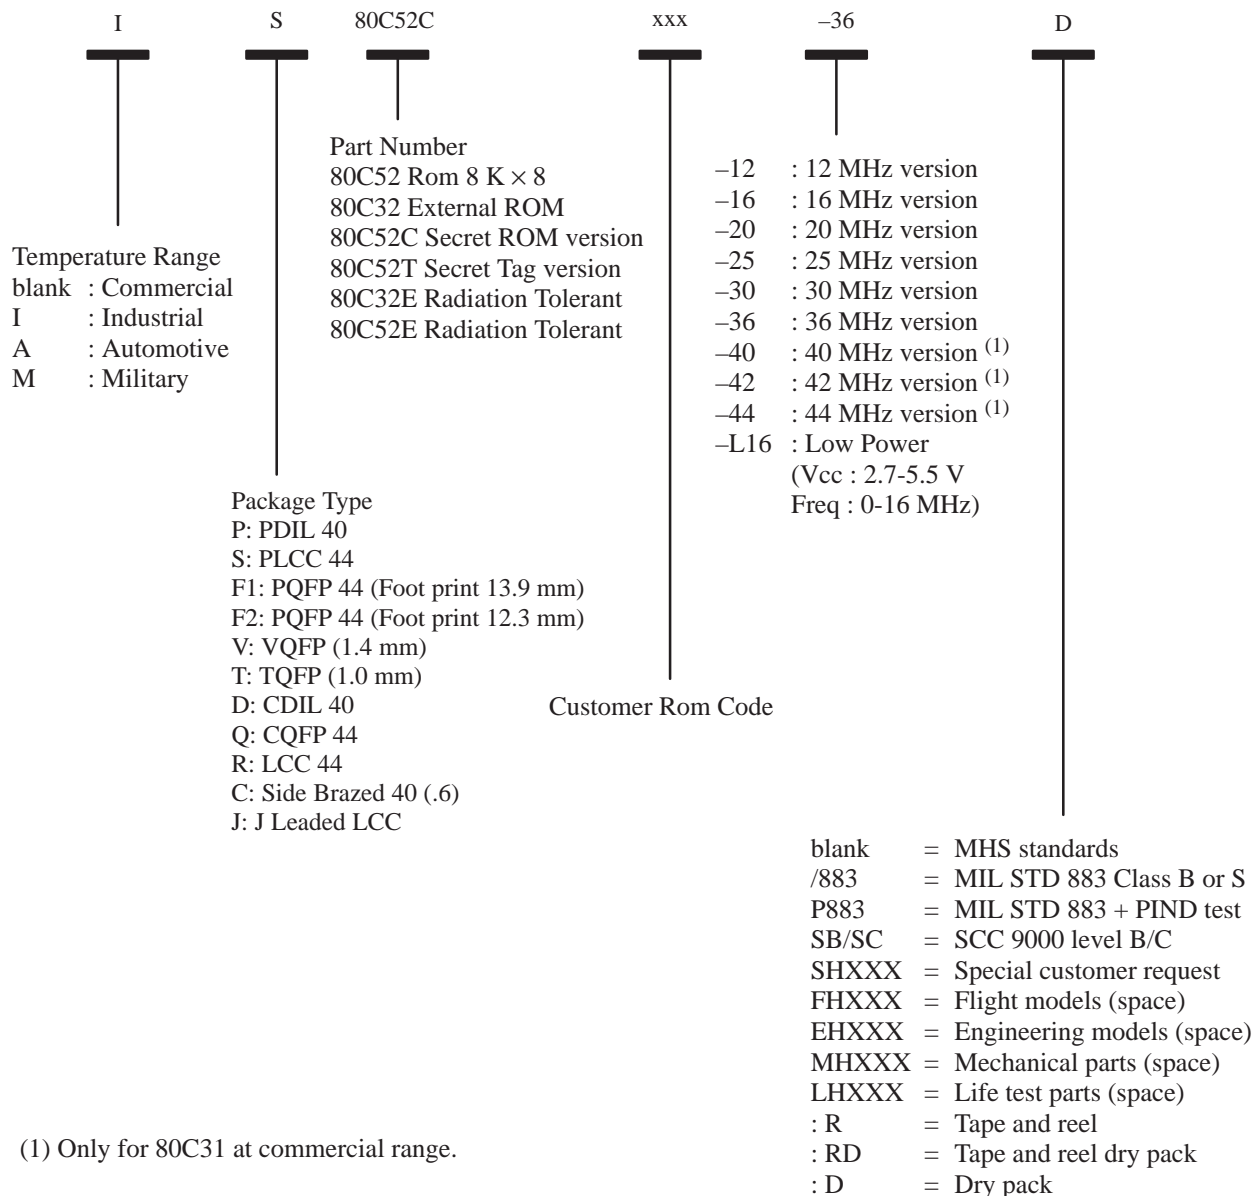 I S 80C52C xxx –36 D
Part Number
80C52 Rom 8 K × 8
80C32 External ROM
80C52C Secret ROM version
80C52T Secret Tag version
80C32E Radiation Tolerant
80C52E Radiation Tolerant
–12 : 12 MHz version
–16 : 16 MHz version
–20 : 20 MHz version
–25 : 25 MHz version
–30 : 30 MHz version
–36 : 36 MHz version
–40 : 40 MHz version (1)
–42 : 42 MHz version (1)
–44 : 44 MHz version (1)
–L16 : Low Power
(Vcc : 2.7-5.5 V
Freq : 0-16 MHz)
Temperature Range
blank : Commercial
I : Industrial
A : Automotive
M : Military
Package Type
P: PDIL 40
S: PLCC 44
F1: PQFP 44 (Foot print 13.9 mm)
F2: PQFP 44 (Foot print 12.3 mm)
V: VQFP (1.4 mm)
T: TQFP (1.0 mm)
D: CDIL 40
Q: CQFP 44
R: LCC 44
C: Side Brazed 40 (.6)
J: J Leaded LCC
Customer Rom Code
blank = MHS standards
/883 = MIL STD 883 Class B or S
P883 = MIL STD 883 + PIND test
SB/SC = SCC 9000 level B/C
SHXXX = Special customer request
FHXXX = Flight models (space)
EHXXX = Engineering models (space)
MHXXX = Mechanical parts (space)
LHXXX = Life test parts (space)
: R = Tape and reel
: RD = Tape and reel dry pack
: D = Dry pack
(1) Only for 80C31 at commercial range.